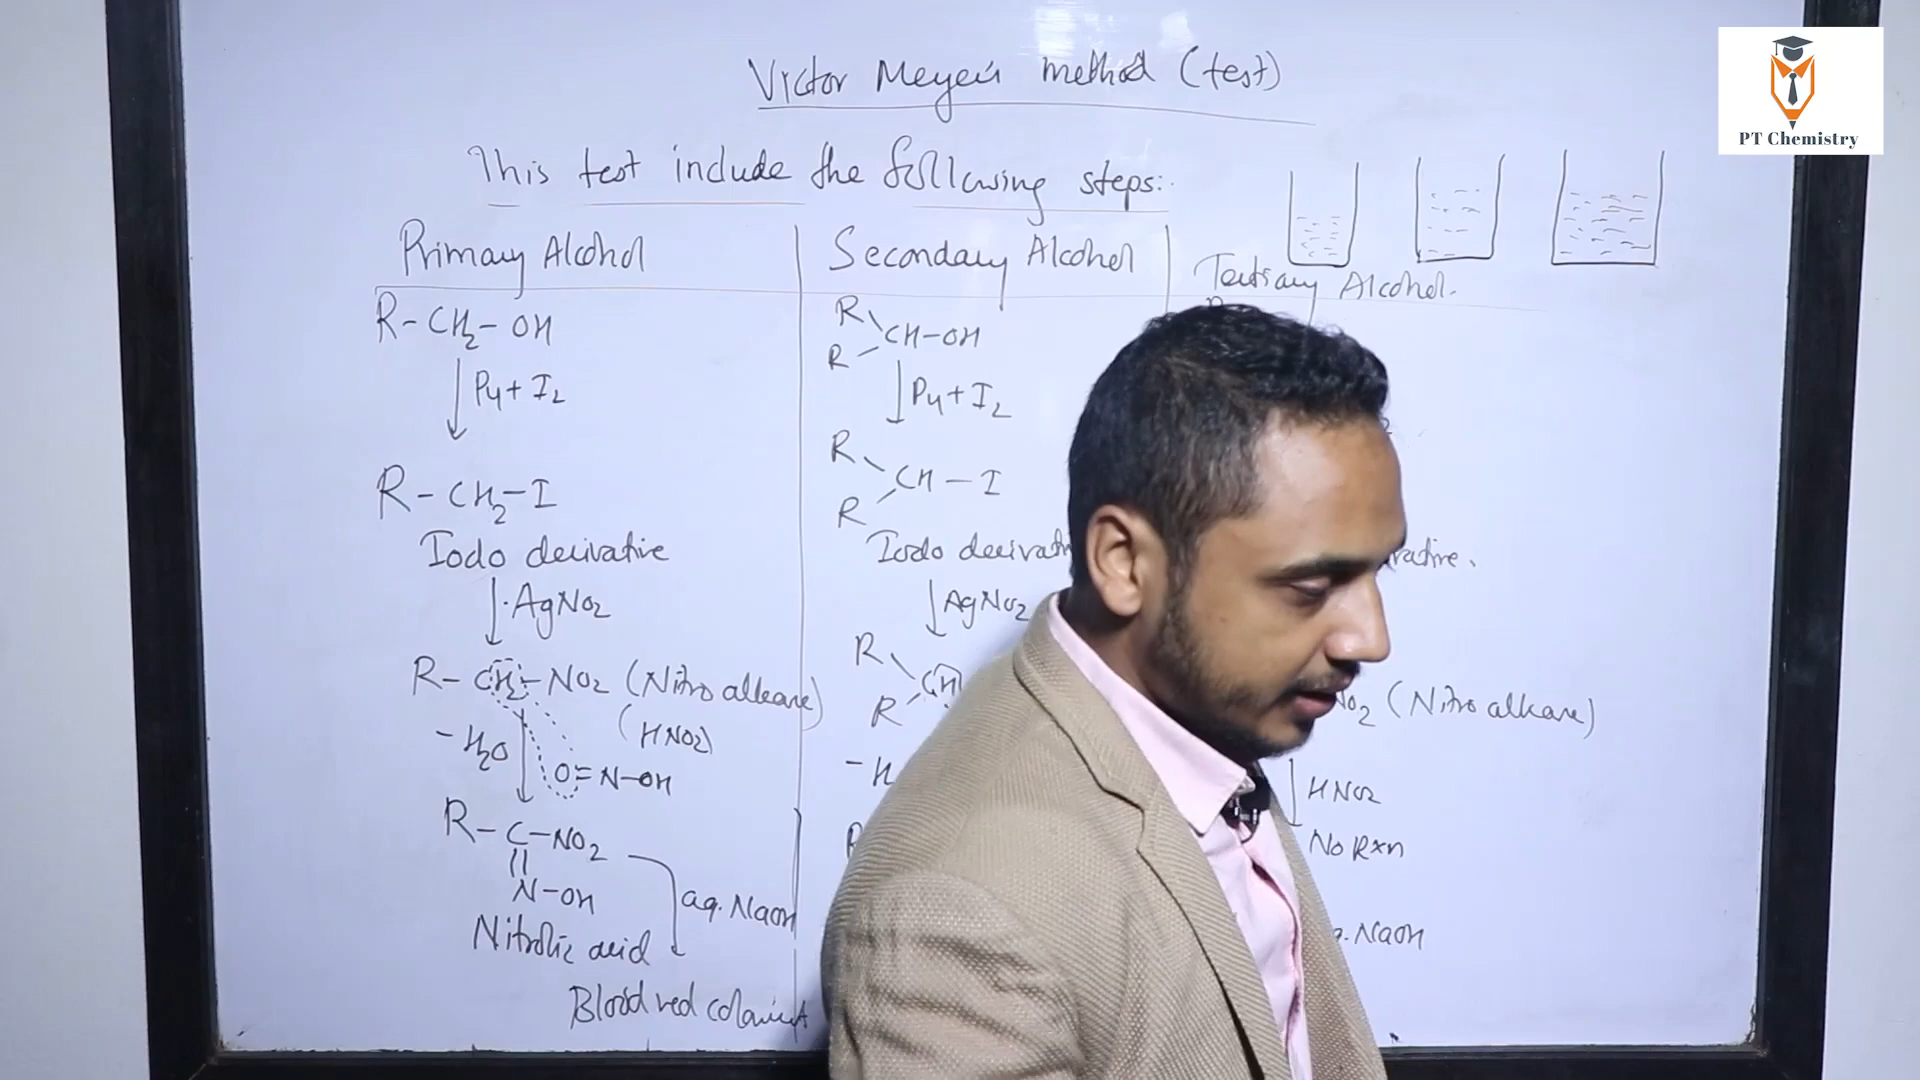 Victor Meyer's method (test)
PT Chemistry
This test include the following steps:
Primary Alcohol
R-CH2-OH
P4+I2
R-CH2-I
Iodo derivative
AgNO2
R-CH2-NO2 (Nitro alkane)
(HNO2)
-H2O
O=N-OH
R-C-NO2
N-OH
aq. NaOH
Nitrolic acid
Blood red colour
Secondary Alcohol
R
CH-OH
R
P4+I2
R
CH-I
R
Iodo
AgNO2
R
CH
R
-H
Tertiary Alcohol.
NO2 (Nitro alkane)
HNO2
No Rxn
NaOH